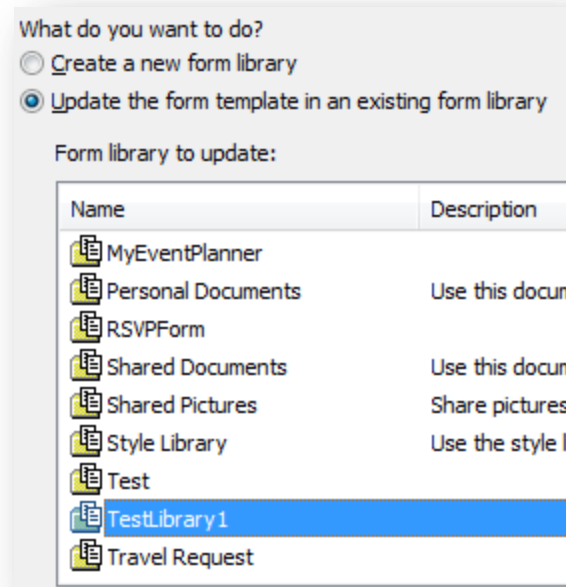 What do you want to do?
Create a new form library
Update the form template in an existing form library
Form library to update:
Name Description
MyEventPlanner
Personal Documents Use this docum
RSVPForm
Shared Documents Use this docum
Shared Pictures Share pictures
Style Library Use the style l
Test
TestLibrary1
Travel Request